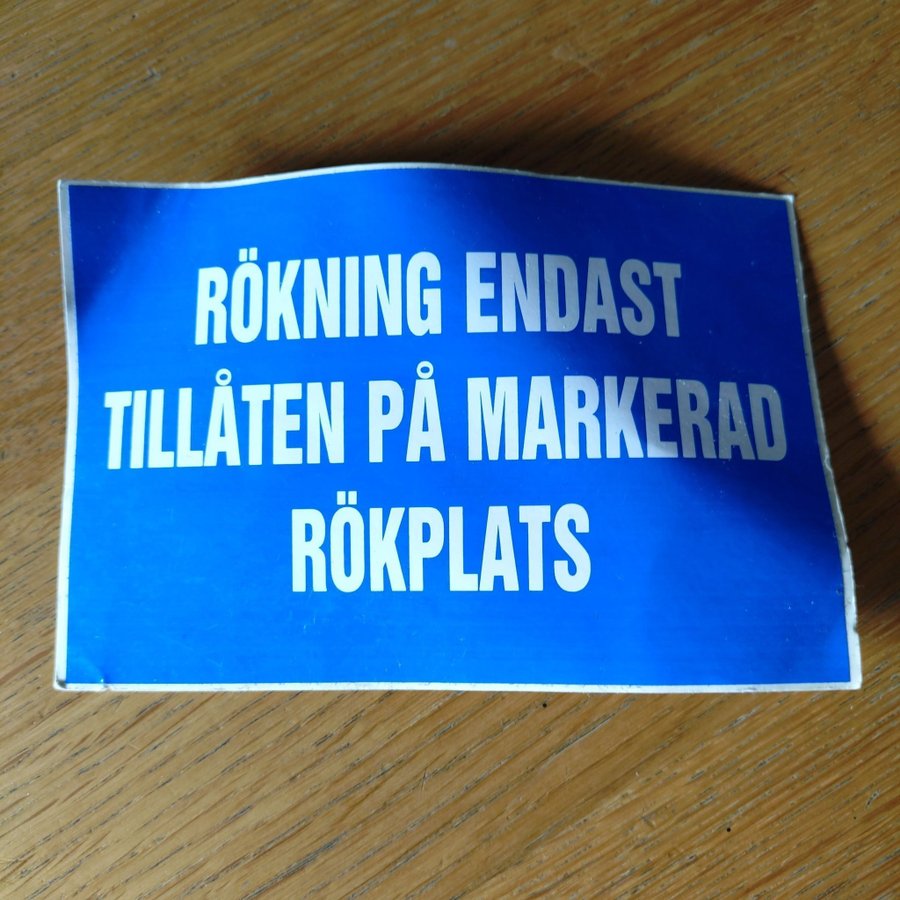 RÖKNING ENDAST
TILLÅTEN PÅ MARKERAD
RÖKPLATS